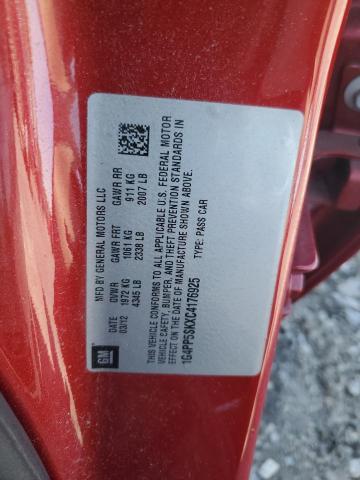 GM
MFD BY GENERAL MOTORS LLC
DATE GVWR GAWR FRT GAWR RR
03/12 1972 KG 1061 KG 911 KG
4345 LB 2338 LB 2007 LB
THIS VEHICLE CONFORMS TO ALL APPLICABLE U.S. FEDERAL MOTOR
VEHICLE SAFETY, BUMPER, AND THEFT PREVENTION STANDARDS IN
EFFECT ON THE DATE OF MANUFACTURE SHOWN ABOVE.
1G4PP5SKXC4176925 TYPE: PASS CAR